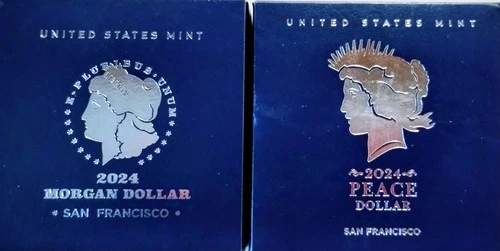 UNITED STATES MINT
E·PLURIBUS·UNUM
2024
MORGAN DOLLAR
* SAN FRANCISCO *
UNITED STATES MINT
2024
PEACE
DOLLAR
SAN FRANCISCO